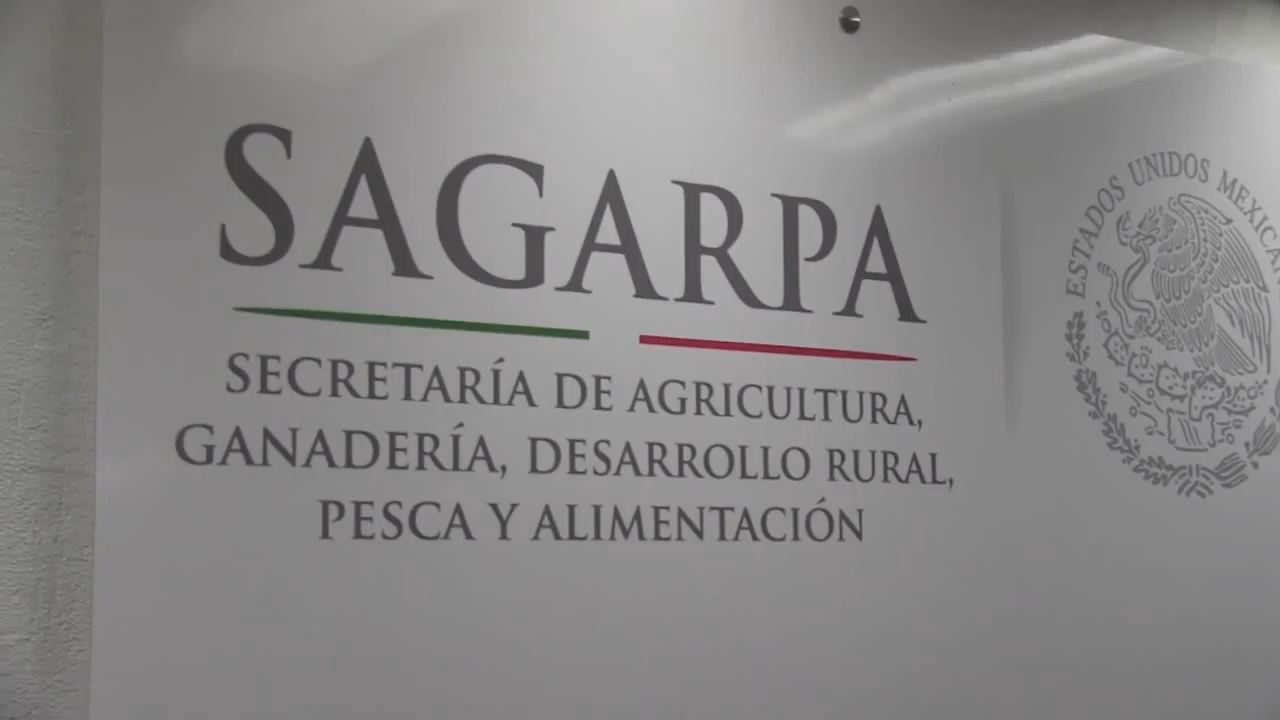 SAGARPA
SECRETARÍA DE AGRICULTURA,
GANADERÍA, DESARROLLO RURAL,
PESCA Y ALIMENTACIÓN
ESTADOS UNIDOS MEXICA